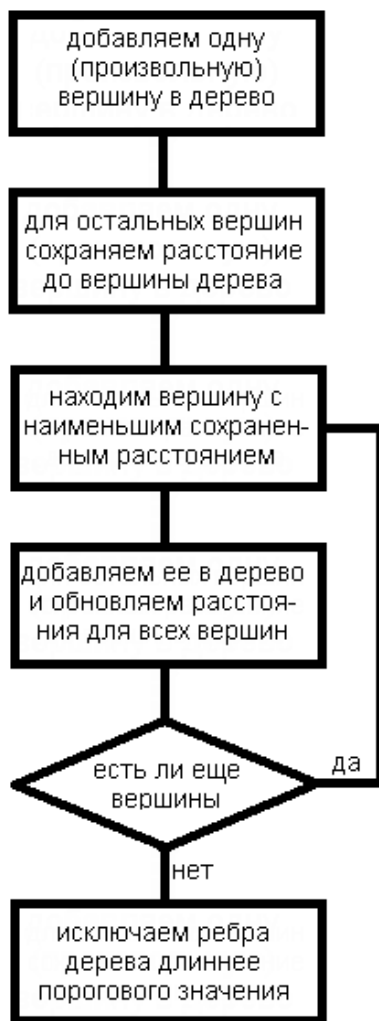 добавляем одну
(произвольную)
вершину в дерево
для остальных вершин
сохраняем расстояние
до вершины дерева
находим вершину с
наименьшим сохранен-
ным расстоянием
добавляем ее в дерево
и обновляем расстоя-
ния для всех вершин
есть ли еще
вершины
да
нет
исключаем ребра
дерева длиннее
порогового значения